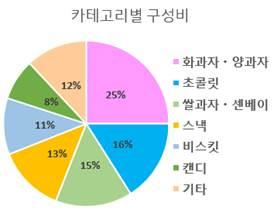 카테고리별 구성비
12%
25%
8%
11%
16%
13%
15%
화과자・양과자
초콜릿
쌀과자・센베이
스낵
비스킷
캔디
기타